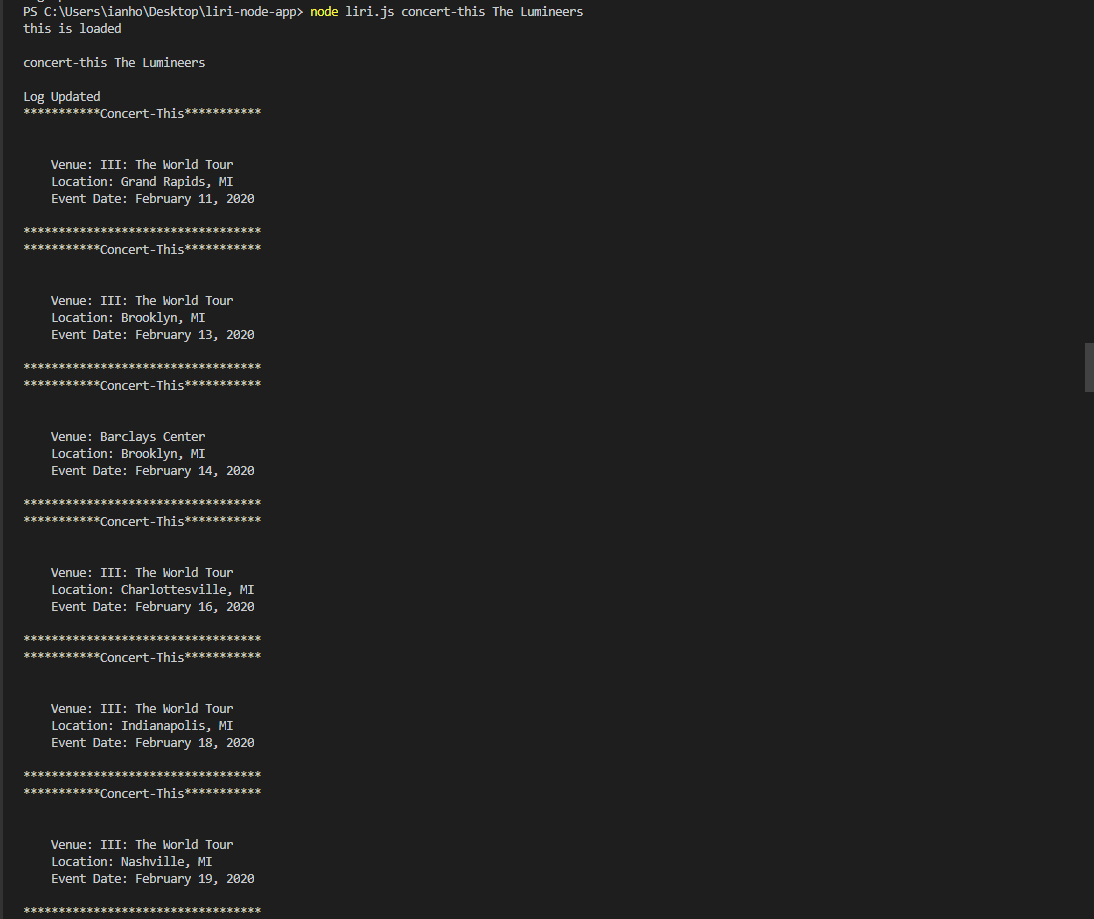 PS C:\Users\ianho\Desktop\liri-node-app> node liri.js concert-this The Lumineers
this is loaded
concert-this The Lumineers
Log Updated
***********Concert-This***********
Venue: III: The World Tour
Location: Grand Rapids, MI
Event Date: February 11, 2020
**********************************
***********Concert-This***********
Venue: III: The World Tour
Location: Brooklyn, MI
Event Date: February 13, 2020
**********************************
***********Concert-This***********
Venue: Barclays Center
Location: Brooklyn, MI
Event Date: February 14, 2020
**********************************
***********Concert-This***********
Venue: III: The World Tour
Location: Charlottesville, MI
Event Date: February 16, 2020
**********************************
***********Concert-This***********
Venue: III: The World Tour
Location: Indianapolis, MI
Event Date: February 18, 2020
**********************************
***********Concert-This***********
Venue: III: The World Tour
Location: Nashville, MI
Event Date: February 19, 2020
**********************************